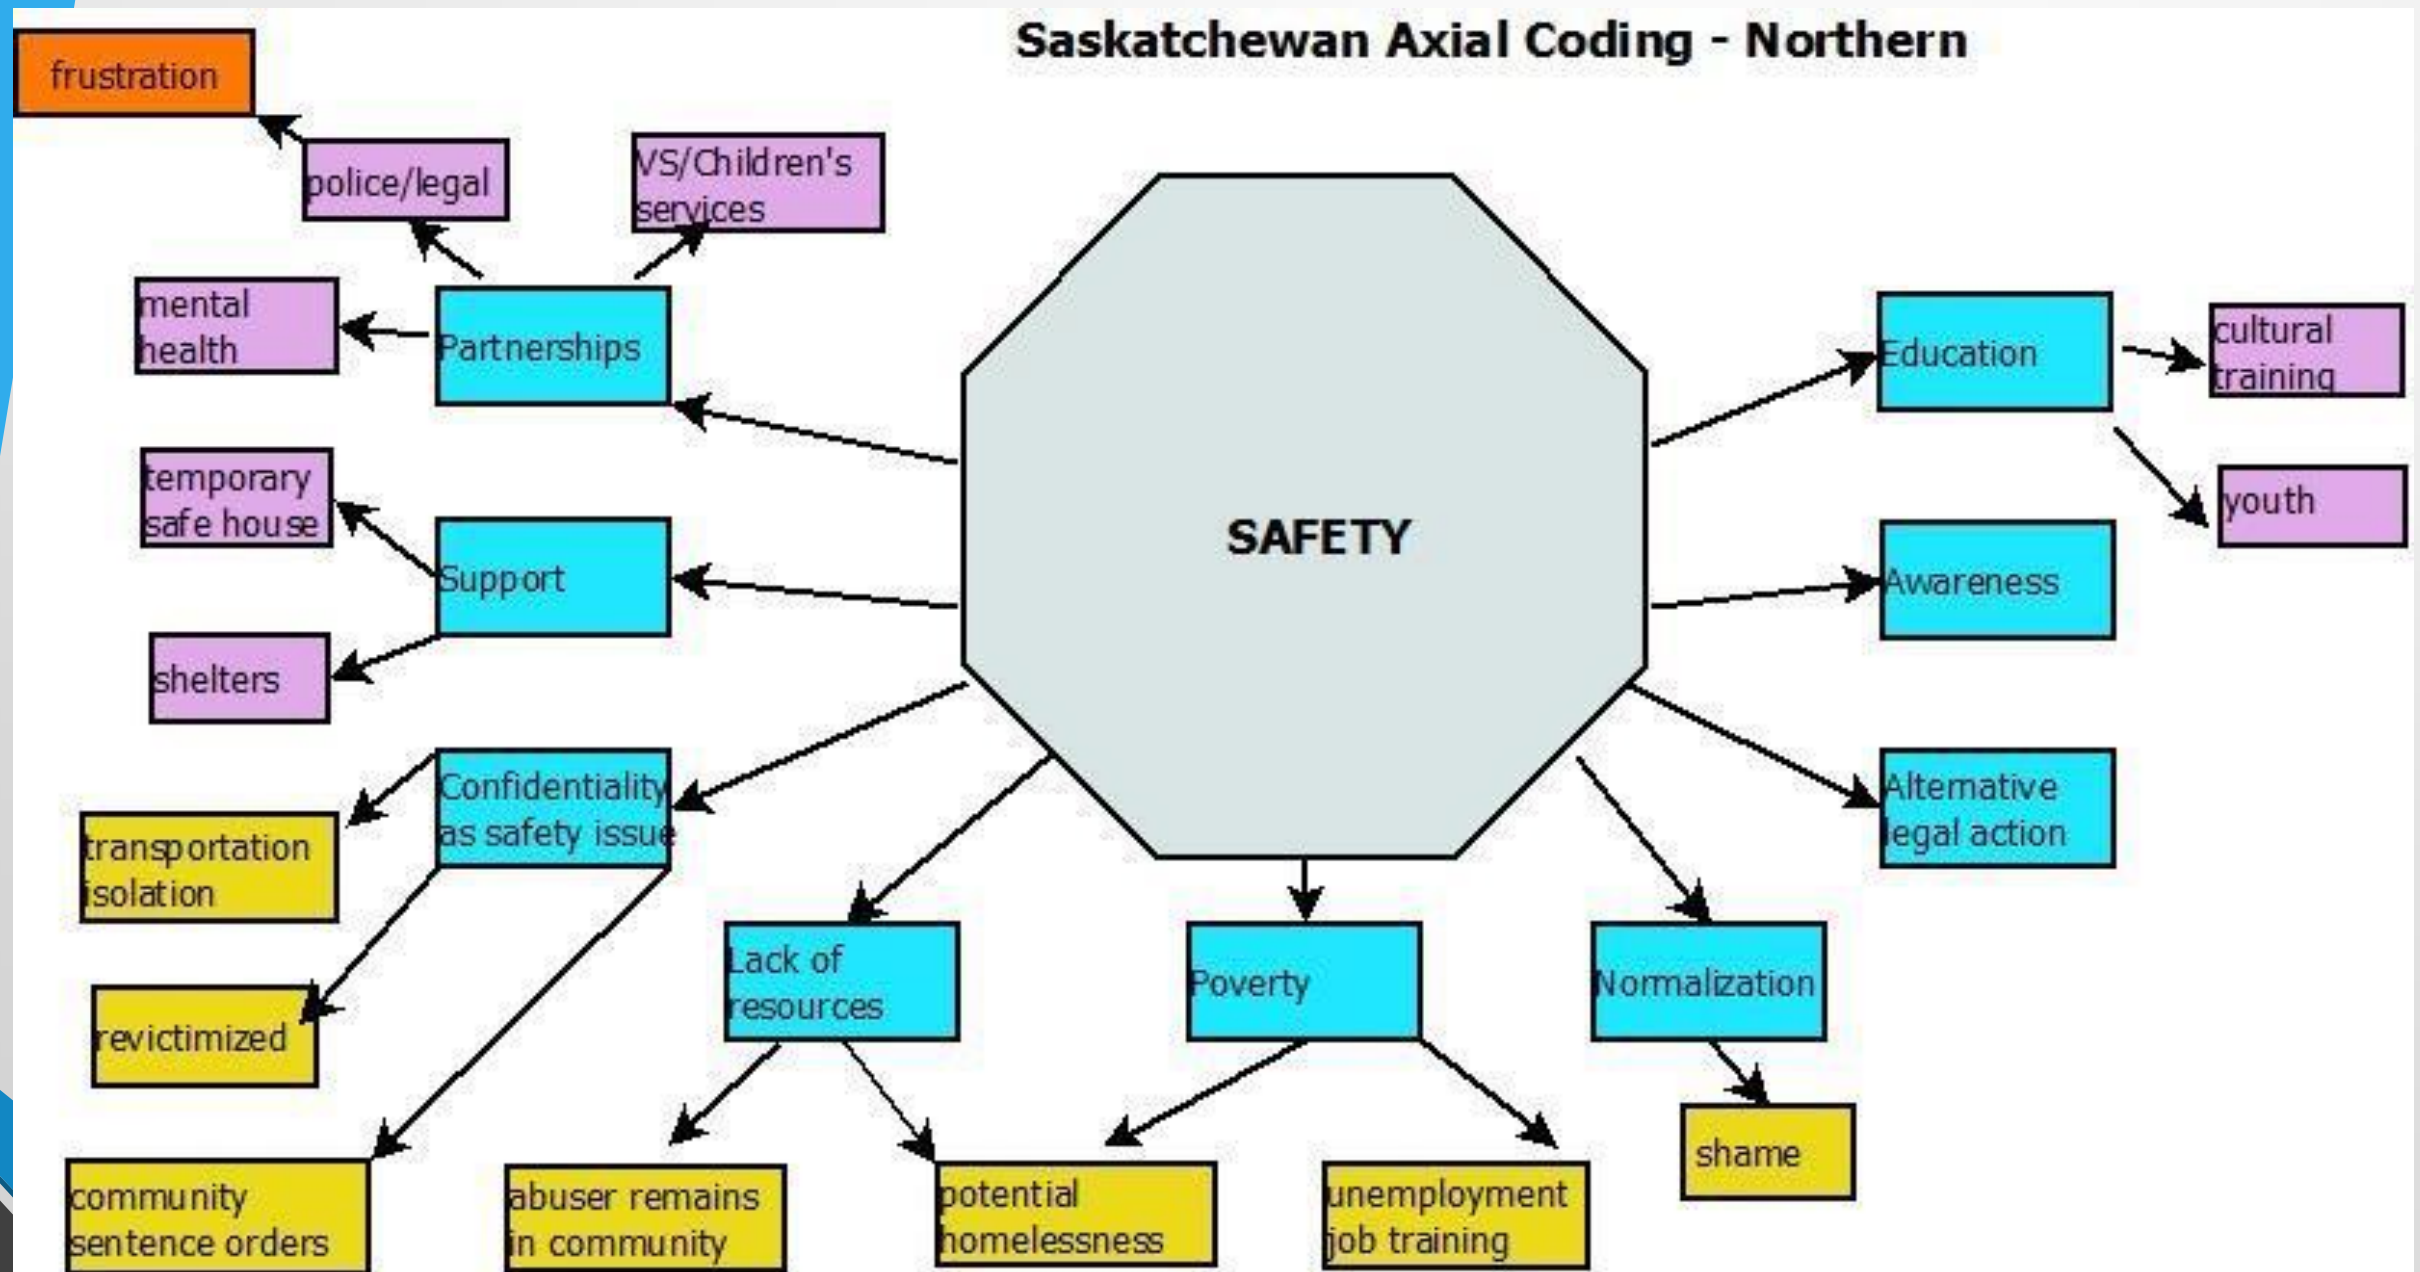 Saskatchewan Axial Coding - Northern
frustration
police/legal
VS/Children's
services
mental
health
Partnerships
Education
cultural
training
temporary
safe house
Support
SAFETY
youth
Awareness
shelters
Confidentiality
as safety issue
Alternative
legal action
transportation
isolation
Lack of
resources
Poverty
Normalization
revictimized
shame
community
sentence orders
abuser remains
in community
potential
homelessness
unemployment
job training